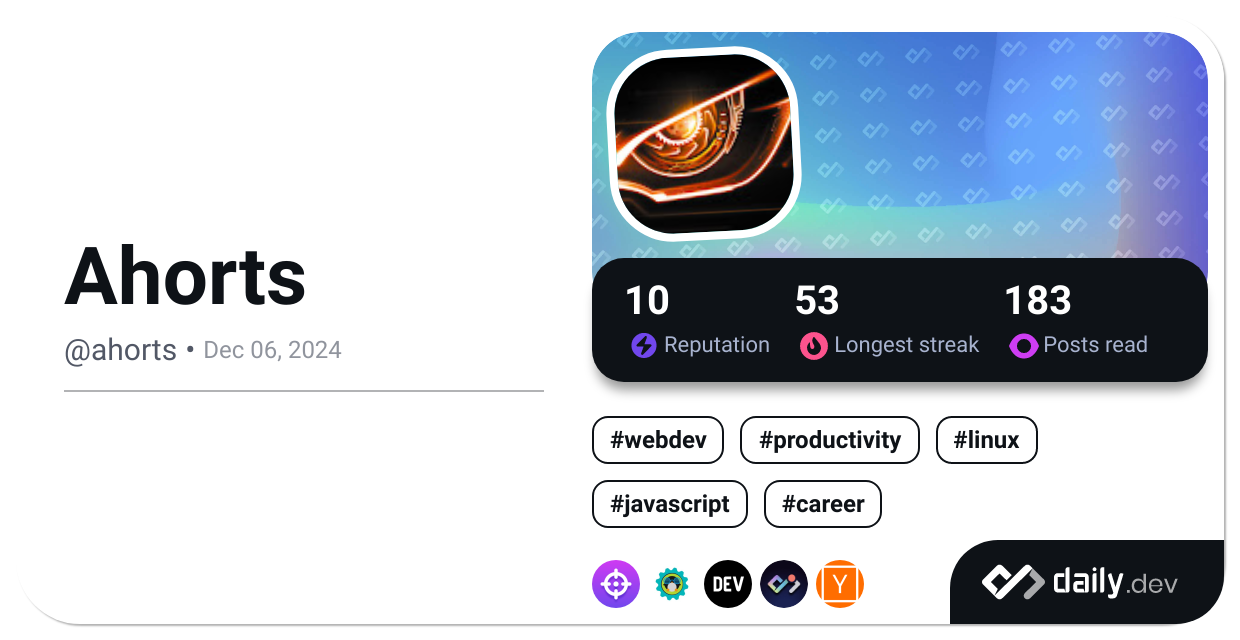 Ahorts
@ahorts • Dec 06, 2024
10 53 183
Reputation Longest streak Posts read
#webdev #productivity #linux
#javascript #career
DEV Y
daily.dev